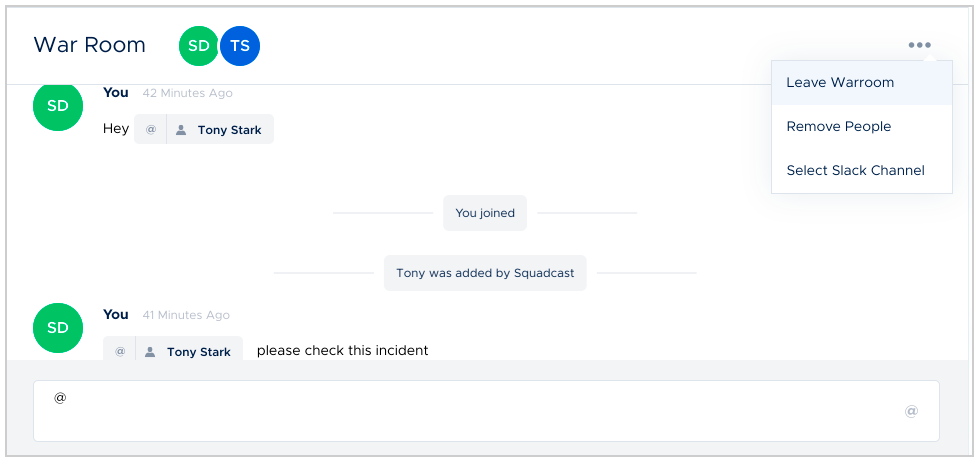 War Room SD TS
Leave Warroom
Remove People
Select Slack Channel
SD You 42 Minutes Ago
Hey @ Tony Stark
You joined
Tony was added by Squadcast
SD You 41 Minutes Ago
@ Tony Stark please check this incident
@
@